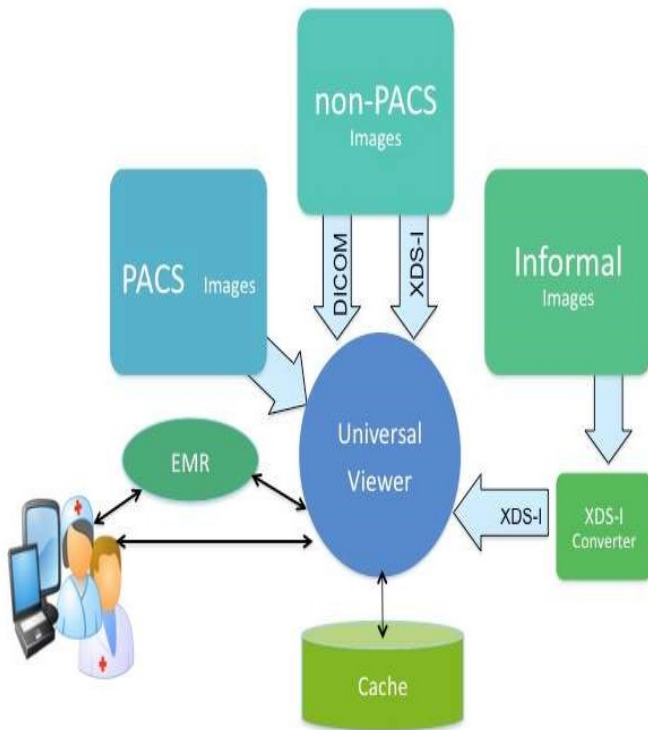 non-PACS
Images
PACS Images
Informal
Images
DICOM
XDS-I
Universal
Viewer
EMR
XDS-I
XDS-I
Converter
Cache